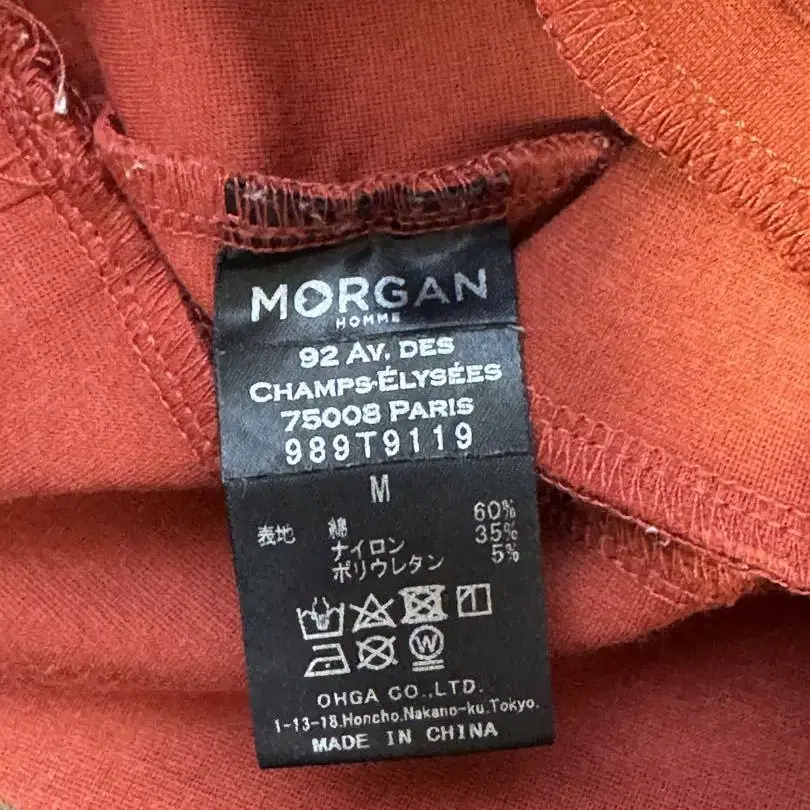 MORGAN
HOMME
92 AV. DES
CHAMPS-ÉLYSÉES
75008 PARIS
989T9119
M
表地 綿 60%
ナイロン 35%
ポリウレタン 5%
W
OHGA CO.,LTD.
1-13-18.Honcho.Nakano-ku.Tokyo.
MADE IN CHINA